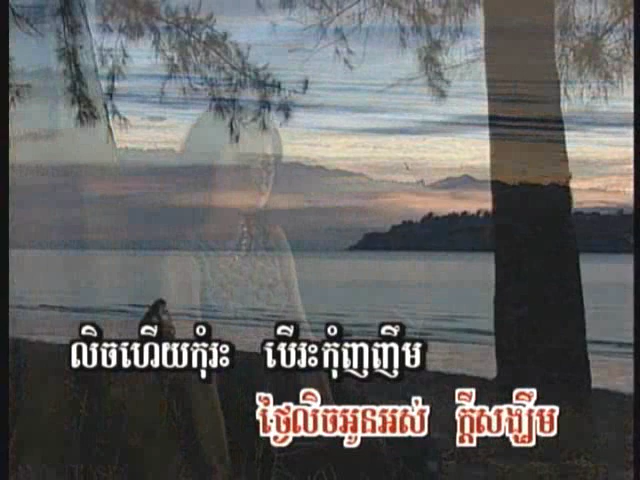 លិចហើយកុំរះ បើរះកុំញញឹម
ថ្ងៃលិចអូនអស់ ក្ដីសង្ឃឹម